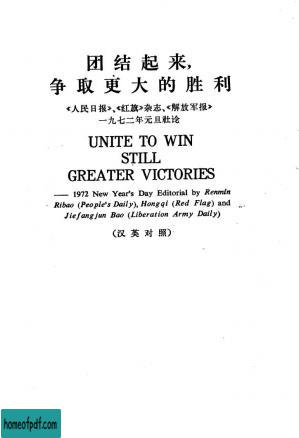 团结起来,
争取更大的胜利
《人民日报》、《红旗》杂志、《解放军报》
一九七二年元旦社论
UNITE TO WIN
STILL
GREATER VICTORIES
—— 1972 New Year's Day Editorial by Renmin
Ribao (People's Daily), Hongqi (Red Flag) and
Jiefangjun Bao (Liberation Army Daily)
(汉英对照)
homeofpdf.com